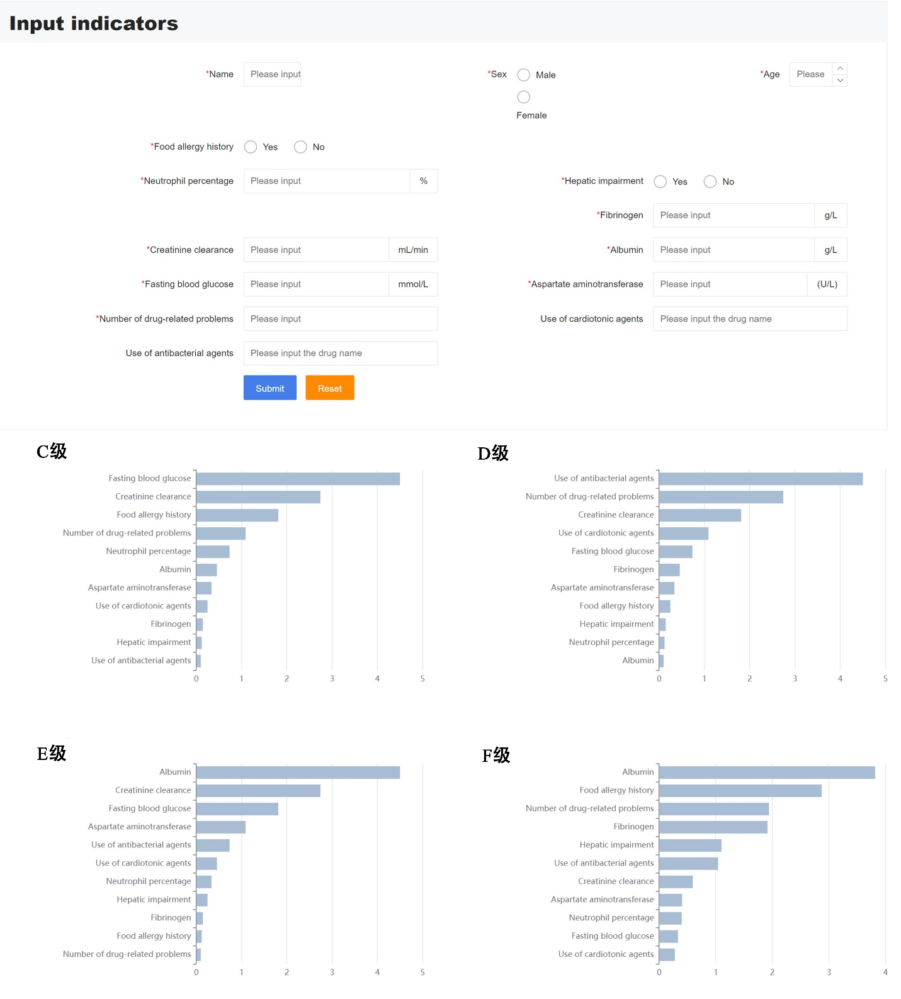 Input indicators
*Name Please input *Sex Male *Age Please
Female
*Food allergy history Yes No
*Neutrophil percentage Please input % *Hepatic impairment Yes No
*Fibrinogen Please input g/L
*Creatinine clearance Please input mL/min *Albumin Please input g/L
*Fasting blood glucose Please input mmol/L *Aspartate aminotransferase Please input (U/L)
*Number of drug-related problems Please input Use of cardiotonic agents Please input the drug name
Use of antibacterial agents Please input the drug name
Submit Reset
C级
Fasting blood glucose
Creatinine clearance
Food allergy history
Number of drug-related problems
Neutrophil percentage
Albumin
Aspartate aminotransferase
Use of cardiotonic agents
Fibrinogen
Hepatic impairment
Use of antibacterial agents
0 1 2 3 4 5
D级
Use of antibacterial agents
Number of drug-related problems
Creatinine clearance
Use of cardiotonic agents
Fasting blood glucose
Fibrinogen
Aspartate aminotransferase
Food allergy history
Hepatic impairment
Neutrophil percentage
Albumin
0 1 2 3 4 5
E级
Albumin
Creatinine clearance
Fasting blood glucose
Aspartate aminotransferase
Use of antibacterial agents
Use of cardiotonic agents
Neutrophil percentage
Hepatic impairment
Fibrinogen
Food allergy history
Number of drug-related problems
0 1 2 3 4 5
F级
Albumin
Food allergy history
Number of drug-related problems
Fibrinogen
Hepatic impairment
Use of antibacterial agents
Creatinine clearance
Aspartate aminotransferase
Neutrophil percentage
Fasting blood glucose
Use of cardiotonic agents
0 1 2 3 4